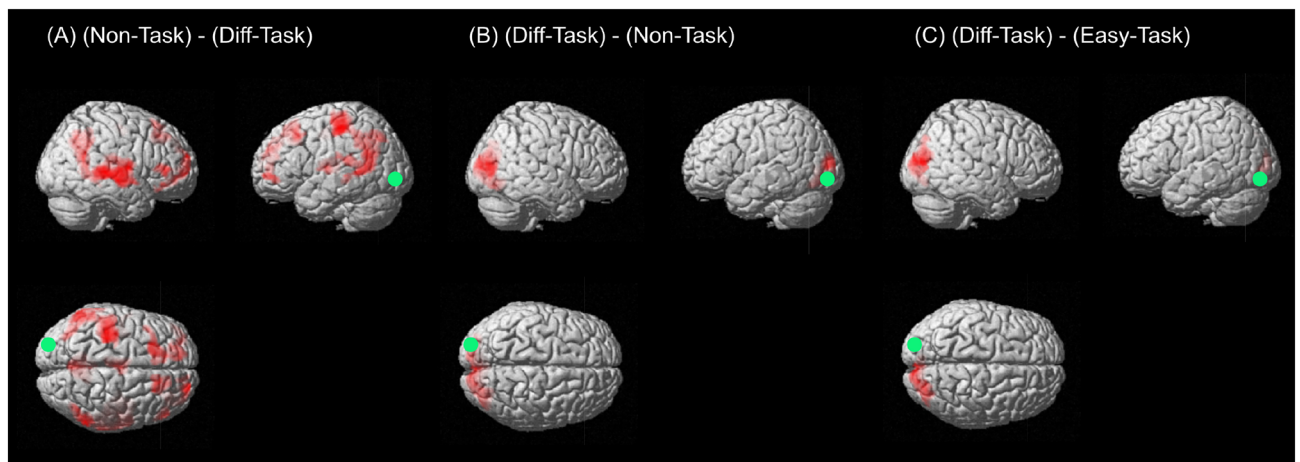 (A) (Non-Task) - (Diff-Task)
(B) (Diff-Task) - (Non-Task)
(C) (Diff-Task) - (Easy-Task)